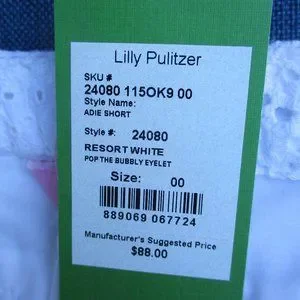 Lilly Pulitzer
SKU #
24080 115OK9 00
Style Name:
ADIE SHORT
Style #: 24080
RESORT WHITE
POP THE BUBBLY EYELET
Size: 00
889069 067724
Manufacturer's Suggested Price
$88.00